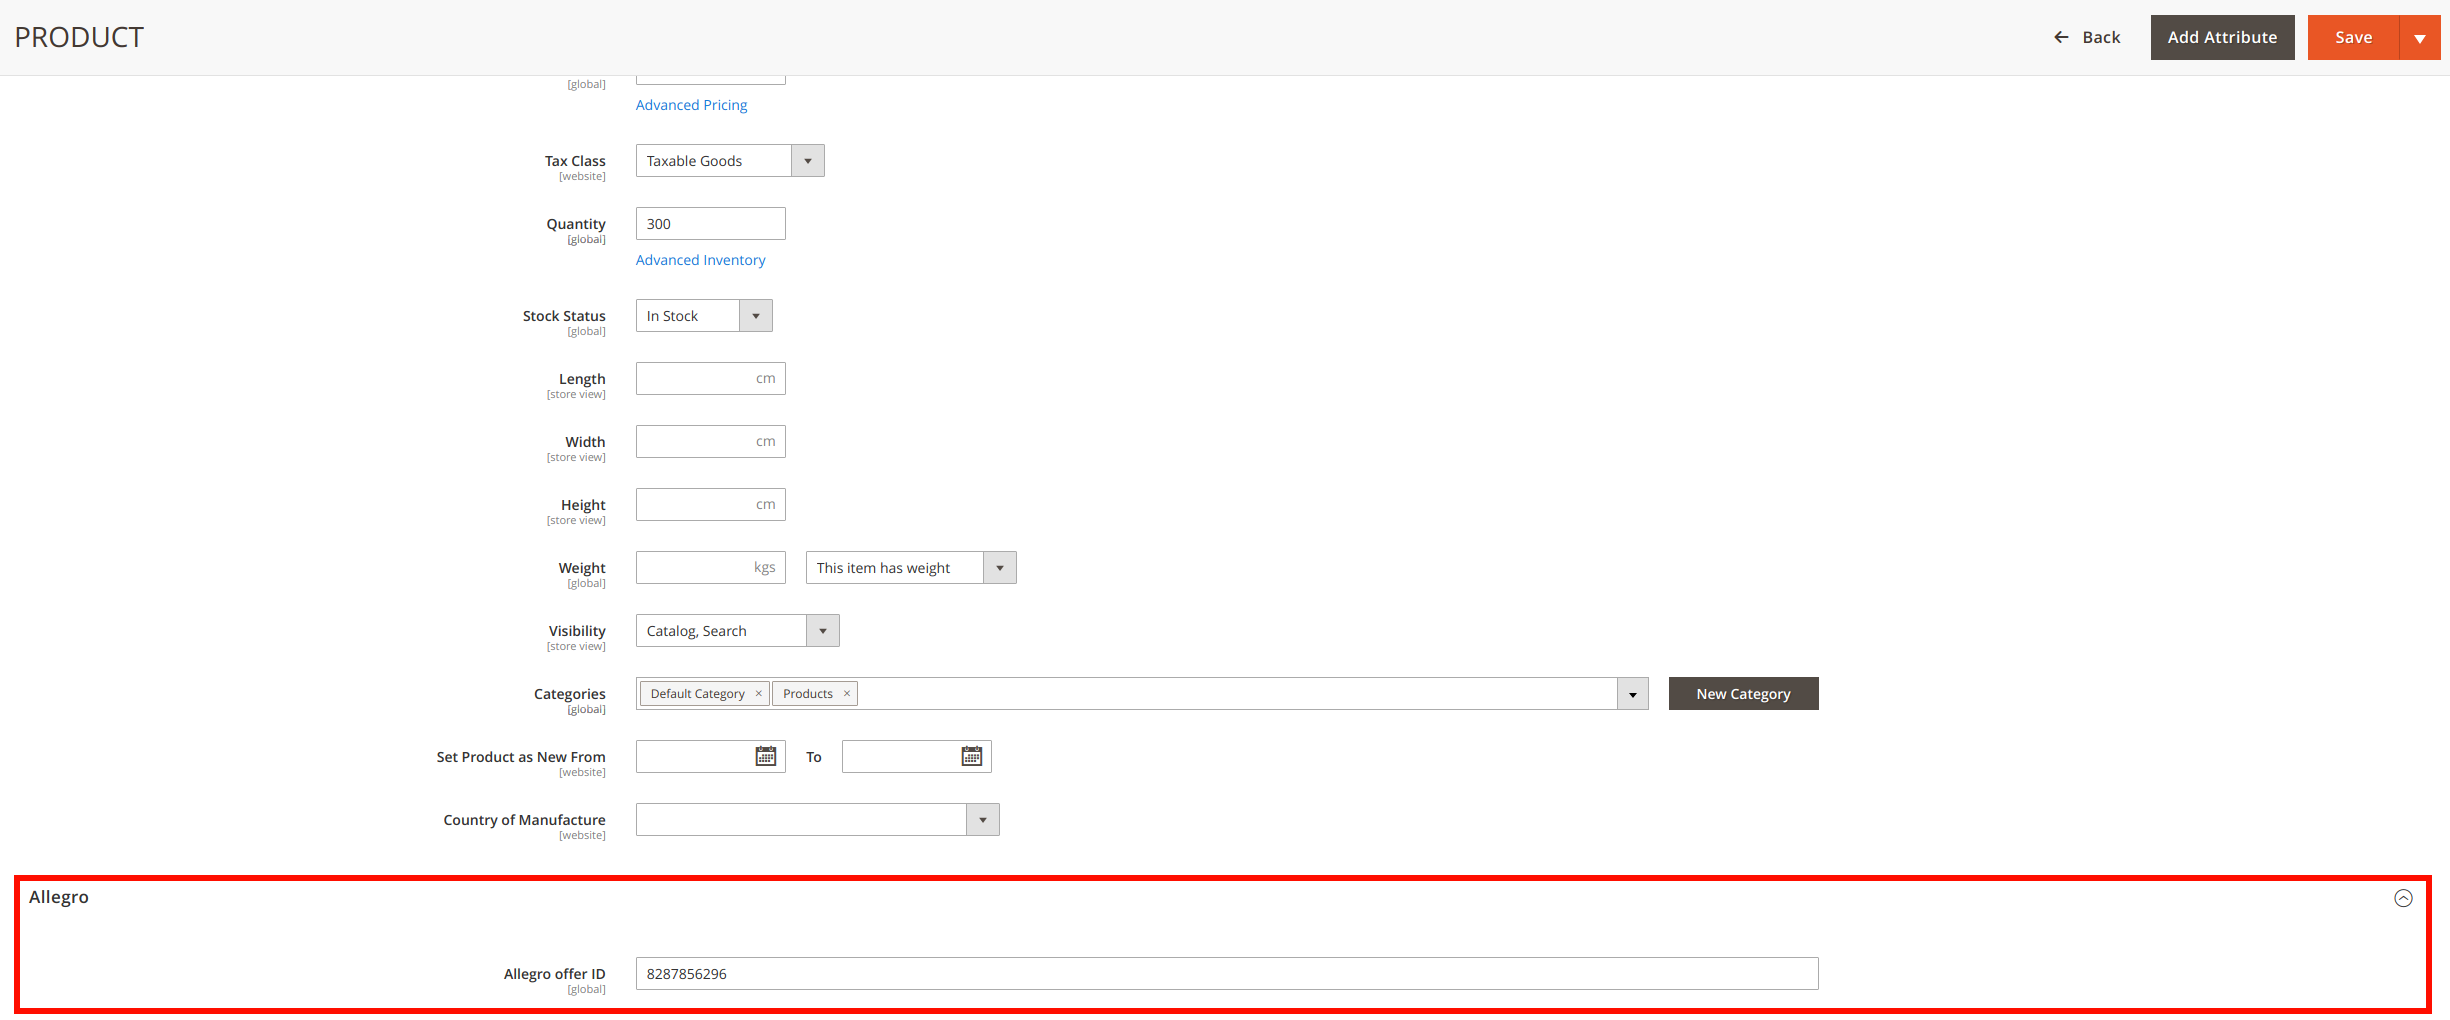 PRODUCT
Back
Add Attribute
Save
[global]
Advanced Pricing
Tax Class
[website]
Taxable Goods
Quantity
[global]
300
Advanced Inventory
Stock Status
[global]
In Stock
Length
[store view]
cm
Width
[store view]
cm
Height
[store view]
cm
Weight
[global]
kgs
This item has weight
Visibility
[store view]
Catalog, Search
Categories
[global]
Default Category ×
Products ×
New Category
Set Product as New From
[website]
To
Country of Manufacture
[website]
Allegro
Allegro offer ID
[global]
8287856296